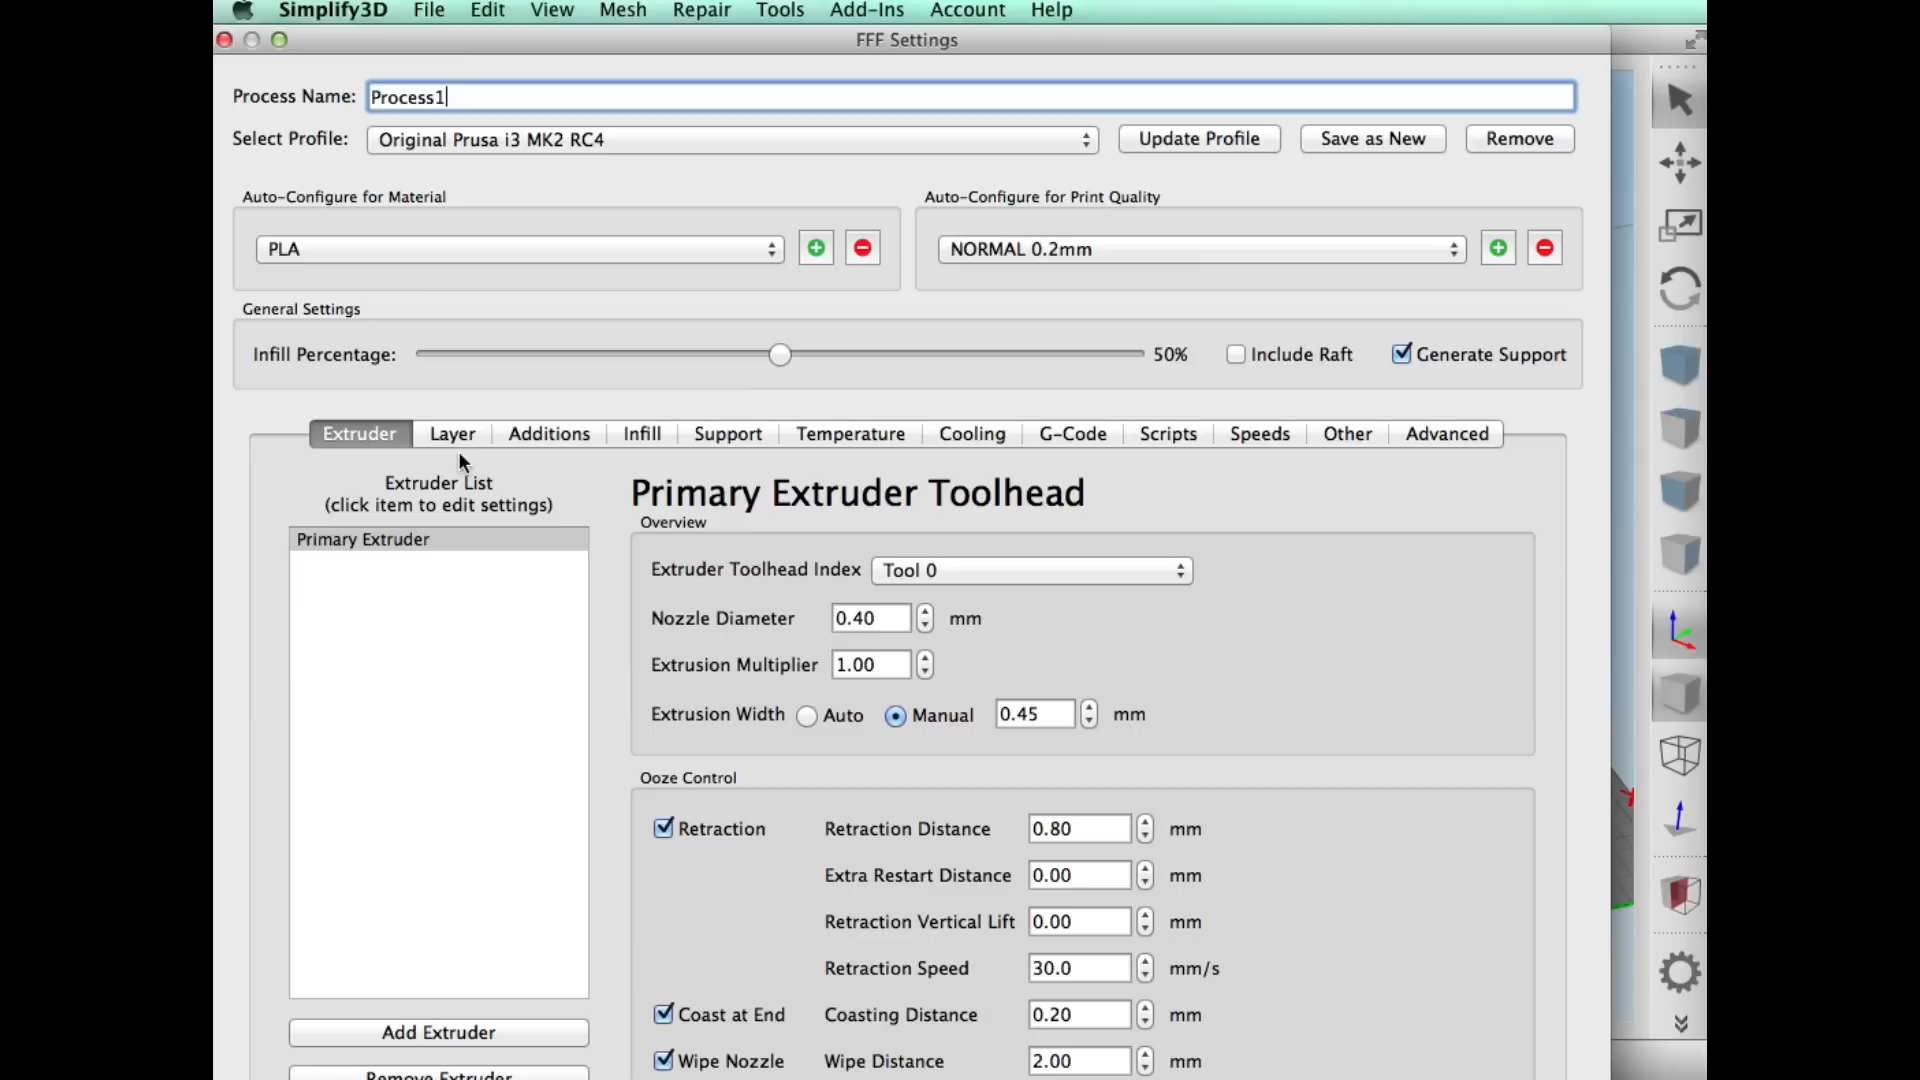 Simplify3D File Edit View Mesh Repair Tools Add-Ins Account Help
FFF Settings
Process Name: Process1
Select Profile: Original Prusa i3 MK2 RC4 Update Profile Save as New Remove
Auto-Configure for Material Auto-Configure for Print Quality
PLA NORMAL 0.2mm
General Settings
Infill Percentage: 50% Include Raft Generate Support
Extruder Layer Additions Infill Support Temperature Cooling G-Code Scripts Speeds Other Advanced
Extruder List
(click item to edit settings)
Primary Extruder
Add Extruder
Remove Extruder
Primary Extruder Toolhead
Overview
Extruder Toolhead Index Tool 0
Nozzle Diameter 0.40 mm
Extrusion Multiplier 1.00
Extrusion Width Auto Manual 0.45 mm
Ooze Control
Retraction Retraction Distance 0.80 mm
Extra Restart Distance 0.00 mm
Retraction Vertical Lift 0.00 mm
Retraction Speed 30.0 mm/s
Coast at End Coasting Distance 0.20 mm
Wipe Nozzle Wipe Distance 2.00 mm